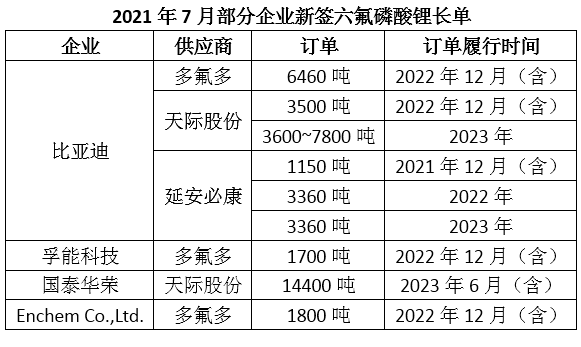 2021 年 7 月部分企业新签六氟磷酸锂长单
企业 供应商 订单 订单履行时间
比亚迪 多氟多 6460 吨 2022 年 12 月（含）
天际股份 3500 吨 2022 年 12 月（含）
3600~7800 吨 2023 年
延安必康 1150 吨 2021 年 12 月（含）
3360 吨 2022 年
3360 吨 2023 年
孚能科技 多氟多 1700 吨 2022 年 12 月（含）
国泰华荣 天际股份 14400 吨 2023 年 6 月（含）
Enchem Co.,Ltd. 多氟多 1800 吨 2022 年 12 月（含）